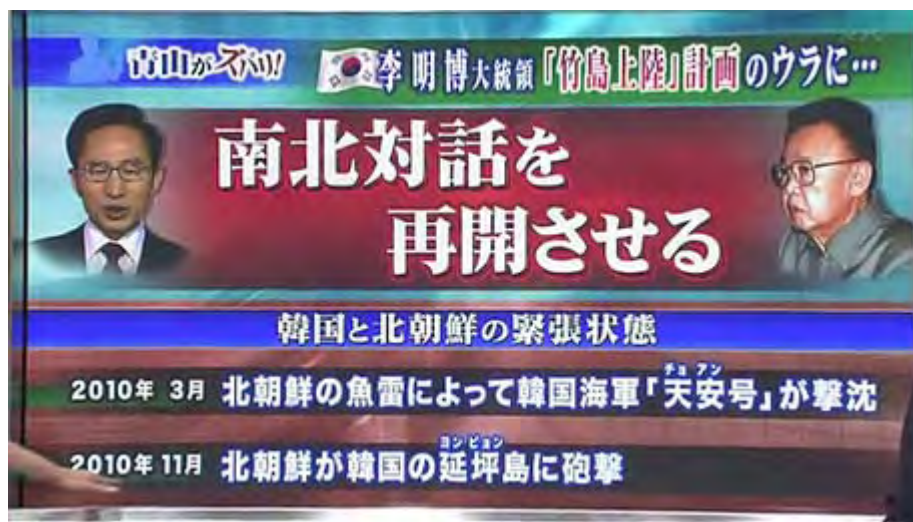 青山がズバリ!
李明博大統領「竹島上陸」計画のウラに…
南北対話を
再開させる
韓国と北朝鮮の緊張状態
チョアン
2010年 3月 北朝鮮の魚雷によって韓国海軍「天安号」が撃沈
ヨンピョン
2010年11月 北朝鮮が韓国の延坪島に砲撃